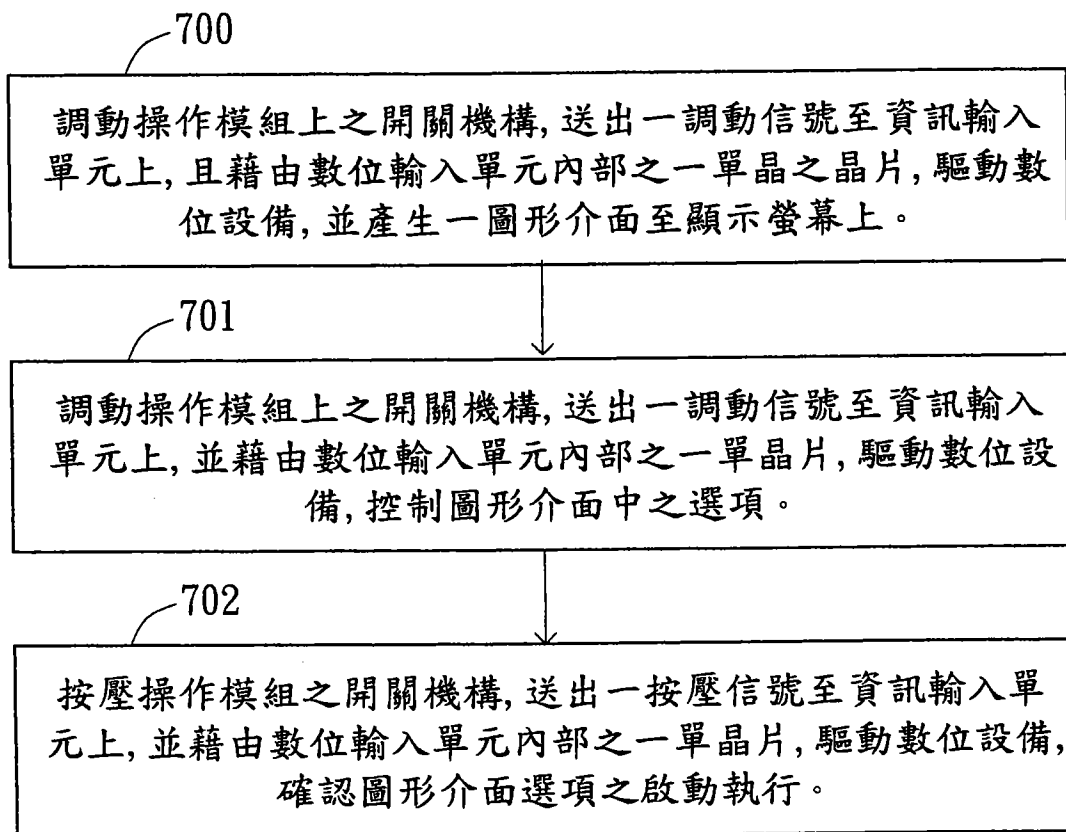 700
調動操作模組上之開關機構,送出一調動信號至資訊輸入
單元上,且藉由數位輸入單元內部之一單晶之晶片,驅動數
位設備,並產生一圖形介面至顯示螢幕上。
701
調動操作模組上之開關機構,送出一調動信號至資訊輸入
單元上,並藉由數位輸入單元內部之一單晶片,驅動數位設
備,控制圖形介面中之選項。
702
按壓操作模組之開關機構,送出一按壓信號至資訊輸入單
元上,並藉由數位輸入單元內部之一單晶片,驅動數位設備,
確認圖形介面選項之啟動執行。